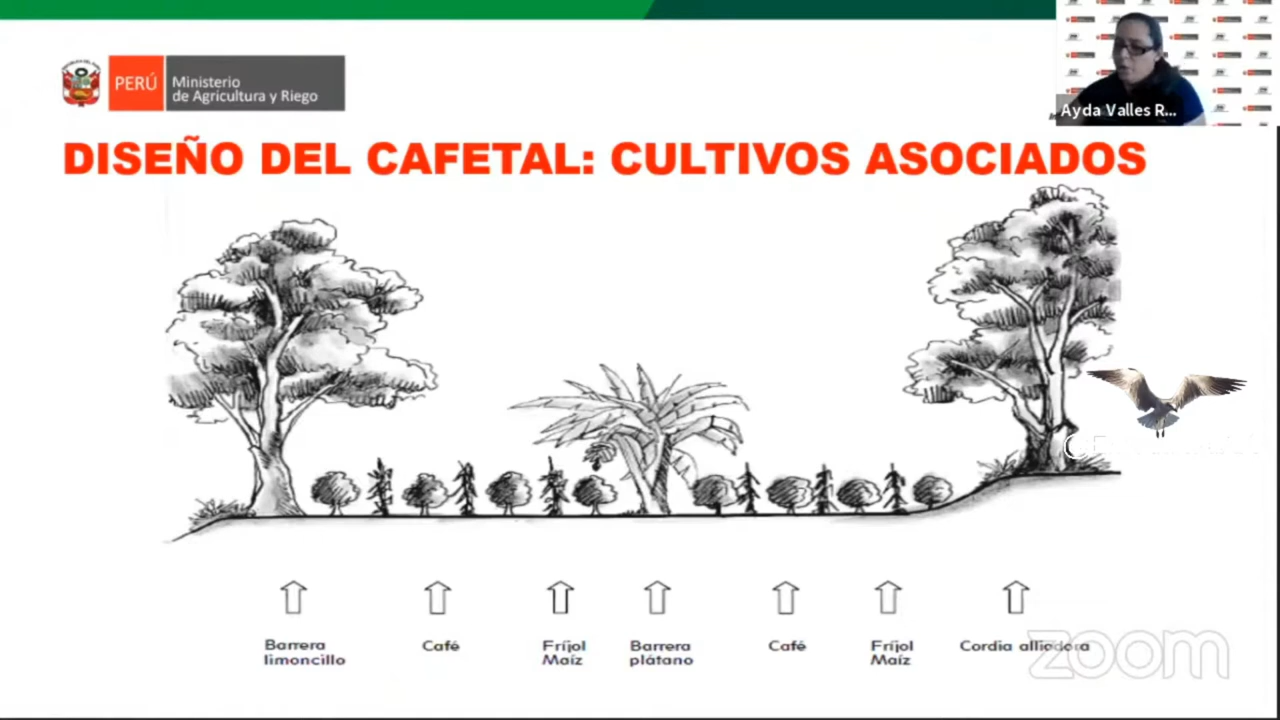 PERÚ
Ministerio
de Agricultura y Riego
Ayda Valles R...
DISEÑO DEL CAFETAL: CULTIVOS ASOCIADOS
Barrera
limoncillo
Café
Fríjol
Maíz
Barrera
plátano
Café
Fríjol
Maíz
Cordia alliodora
zoom